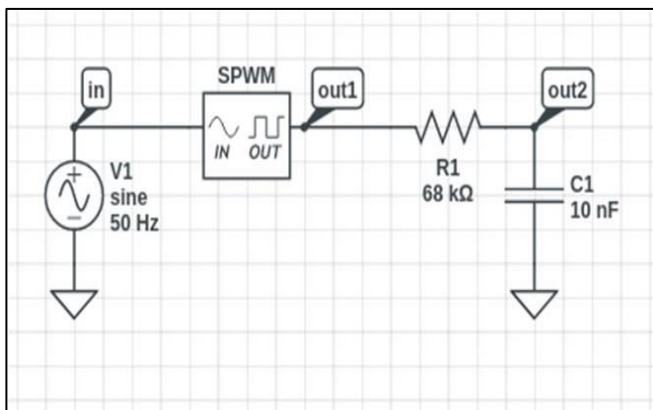 in
SPWM
out1
out2
IN OUT
V1
sine
50 Hz
R1
68 kΩ
C1
10 nF